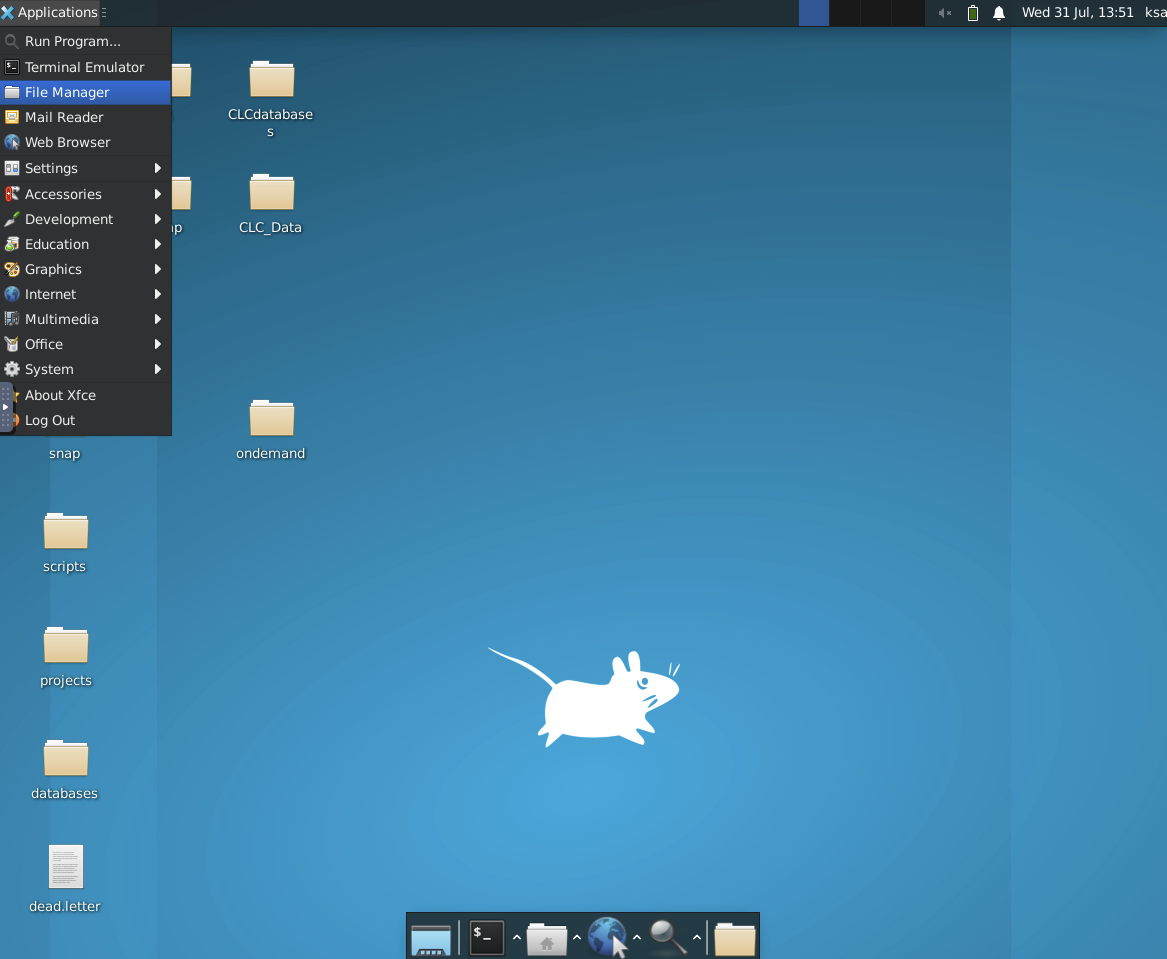 Applications
Wed 31 Jul, 13:51 ksa
Run Program...
Terminal Emulator
File Manager
Mail Reader
Web Browser
Settings
Accessories
Development
Education
Graphics
Internet
Multimedia
Office
System
About Xfce
Log Out
CLCdatabase
s
CLC_Data
ondemand
snap
scripts
projects
databases
dead.letter
$_